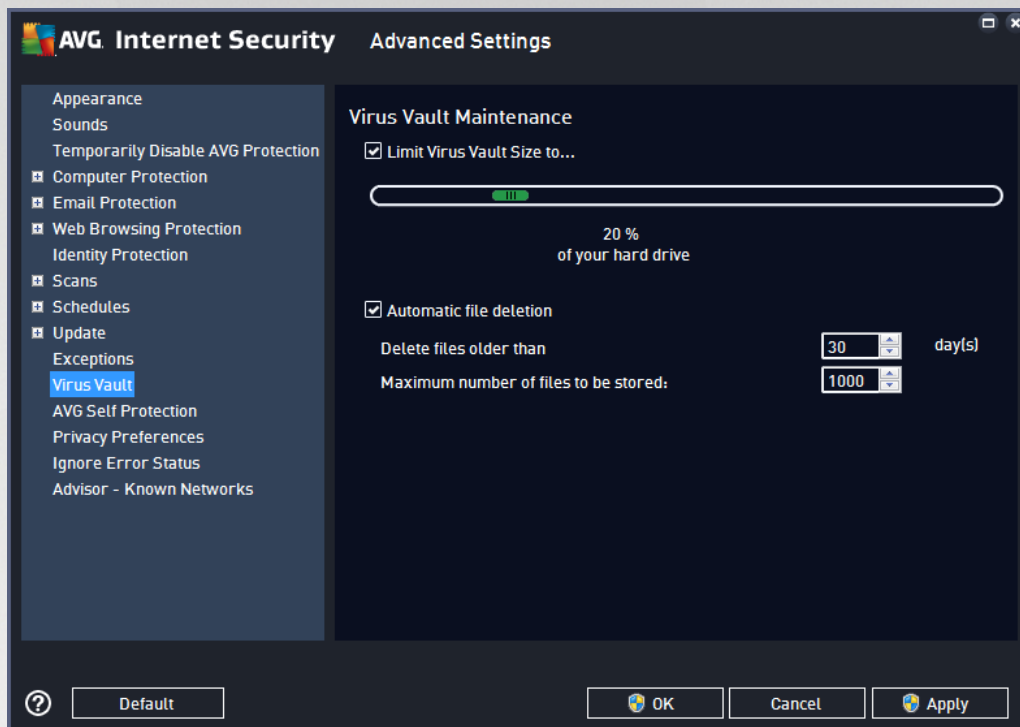 AVG. Internet Security Advanced Settings
Appearance
Sounds
Temporarily Disable AVG Protection
Computer Protection
Email Protection
Web Browsing Protection
Identity Protection
Scans
Schedules
Update
Exceptions
Virus Vault
AVG Self Protection
Privacy Preferences
Ignore Error Status
Advisor - Known Networks
Virus Vault Maintenance
Limit Virus Vault Size to...
20 %
of your hard drive
Automatic file deletion
Delete files older than 30 day(s)
Maximum number of files to be stored: 1000
? Default OK Cancel Apply